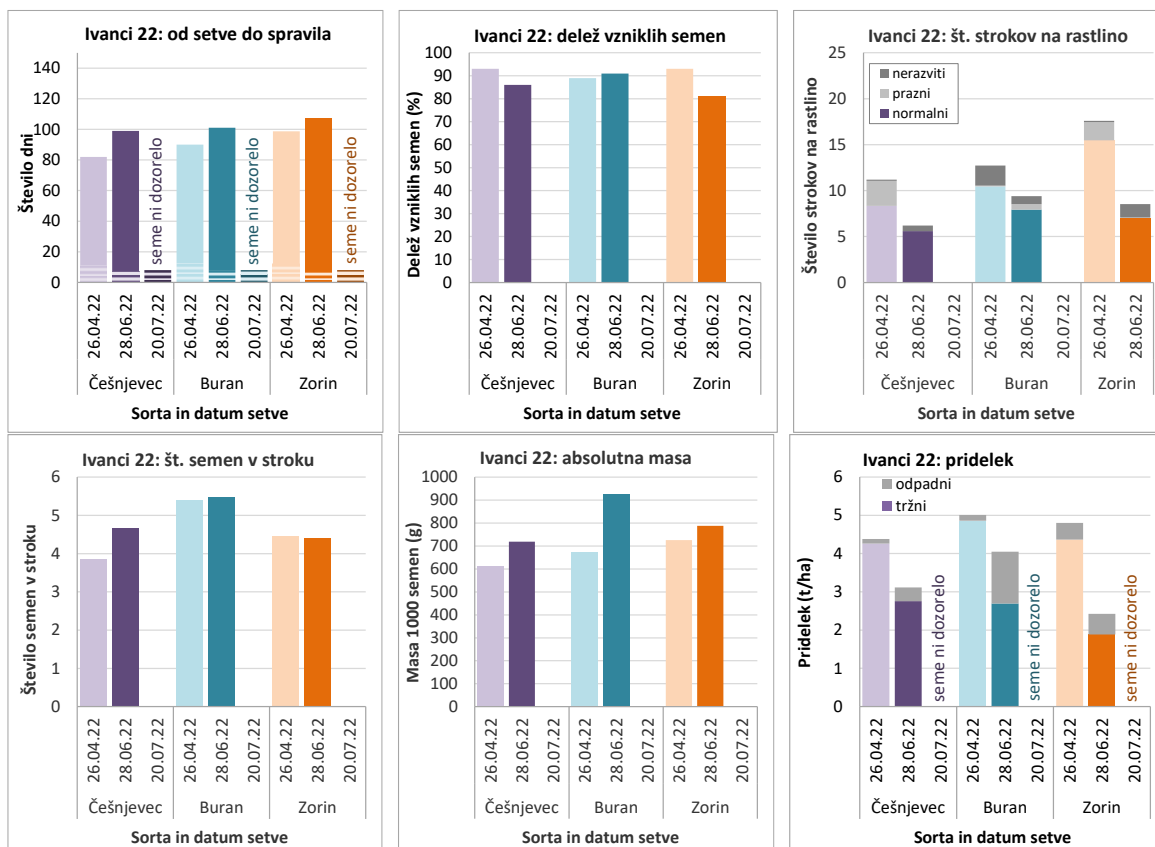 Ivanci 22: od setve do spravila
Število dni
140
120
100
80
60
40
20
0
seme ni dozorelo
seme ni dozorelo
seme ni dozorelo
26.04.22
28.06.22
20.07.22
26.04.22
28.06.22
20.07.22
26.04.22
28.06.22
20.07.22
Češnjevec
Buran
Zorin
Sorta in datum setve
Ivanci 22: delež vzniklih semen
Delež vzniklih semen (%)
100
90
80
70
60
50
40
30
20
10
0
26.04.22
28.06.22
20.07.22
26.04.22
28.06.22
20.07.22
26.04.22
28.06.22
20.07.22
Češnjevec
Buran
Zorin
Sorta in datum setve
Ivanci 22: št. strokov na rastlino
Število strokov na rastlino
25
20
15
10
5
0
nerazviti
prazni
normalni
26.04.22
28.06.22
20.07.22
26.04.22
28.06.22
20.07.22
26.04.22
28.06.22
Češnjevec
Buran
Zorin
Sorta in datum setve
Ivanci 22: št. semen v stroku
Število semen v stroku
6
5
4
3
2
1
0
26.04.22
28.06.22
20.07.22
26.04.22
28.06.22
20.07.22
26.04.22
28.06.22
20.07.22
Češnjevec
Buran
Zorin
Sorta in datum setve
Ivanci 22: absolutna masa
Masa 1000 semen (g)
1000
900
800
700
600
500
400
300
200
100
0
26.04.22
28.06.22
20.07.22
26.04.22
28.06.22
20.07.22
26.04.22
28.06.22
20.07.22
Češnjevec
Buran
Zorin
Sorta in datum setve
Ivanci 22: pridelek
Pridelek (t/ha)
6
5
4
3
2
1
0
odpadni
tržni
seme ni dozorelo
seme ni dozorelo
seme ni dozorelo
26.04.22
28.06.22
20.07.22
26.04.22
28.06.22
20.07.22
26.04.22
28.06.22
20.07.22
Češnjevec
Buran
Zorin
Sorta in datum setve